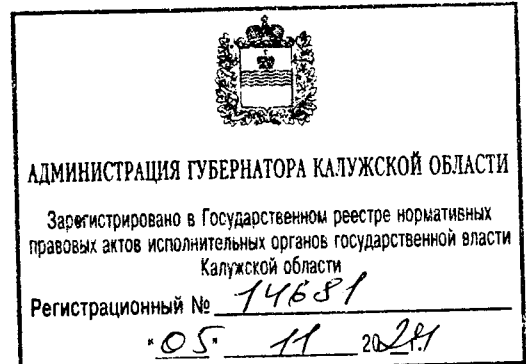 АДМИНИСТРАЦИЯ ГУБЕРНАТОРА КАЛУЖСКОЙ ОБЛАСТИ
Зарегистрировано в Государственном реестре нормативных
правовых актов исполнительных органов государственной власти
Калужской области
Регистрационный № 14681
"05" 11 20 г.